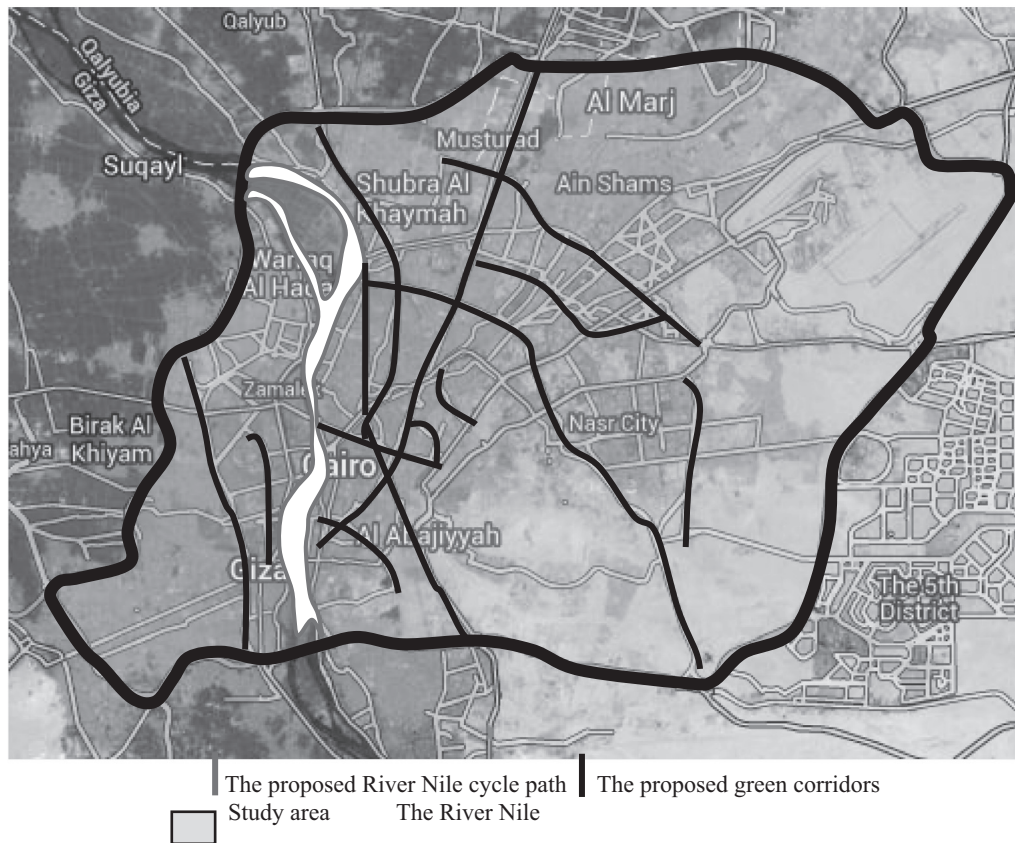 Qalyub
Qalyubia
Giza
Al Marj
Musturad
Suqayl
Shubra Al
Khaymah
Ain Shams
Warraq
Al Hada
Zamalek
Birak Al
Khiyam
ahya
Nasr City
Cairo
Giza
The 5th
District
The proposed River Nile cycle path
The proposed green corridors
Study area
The River Nile